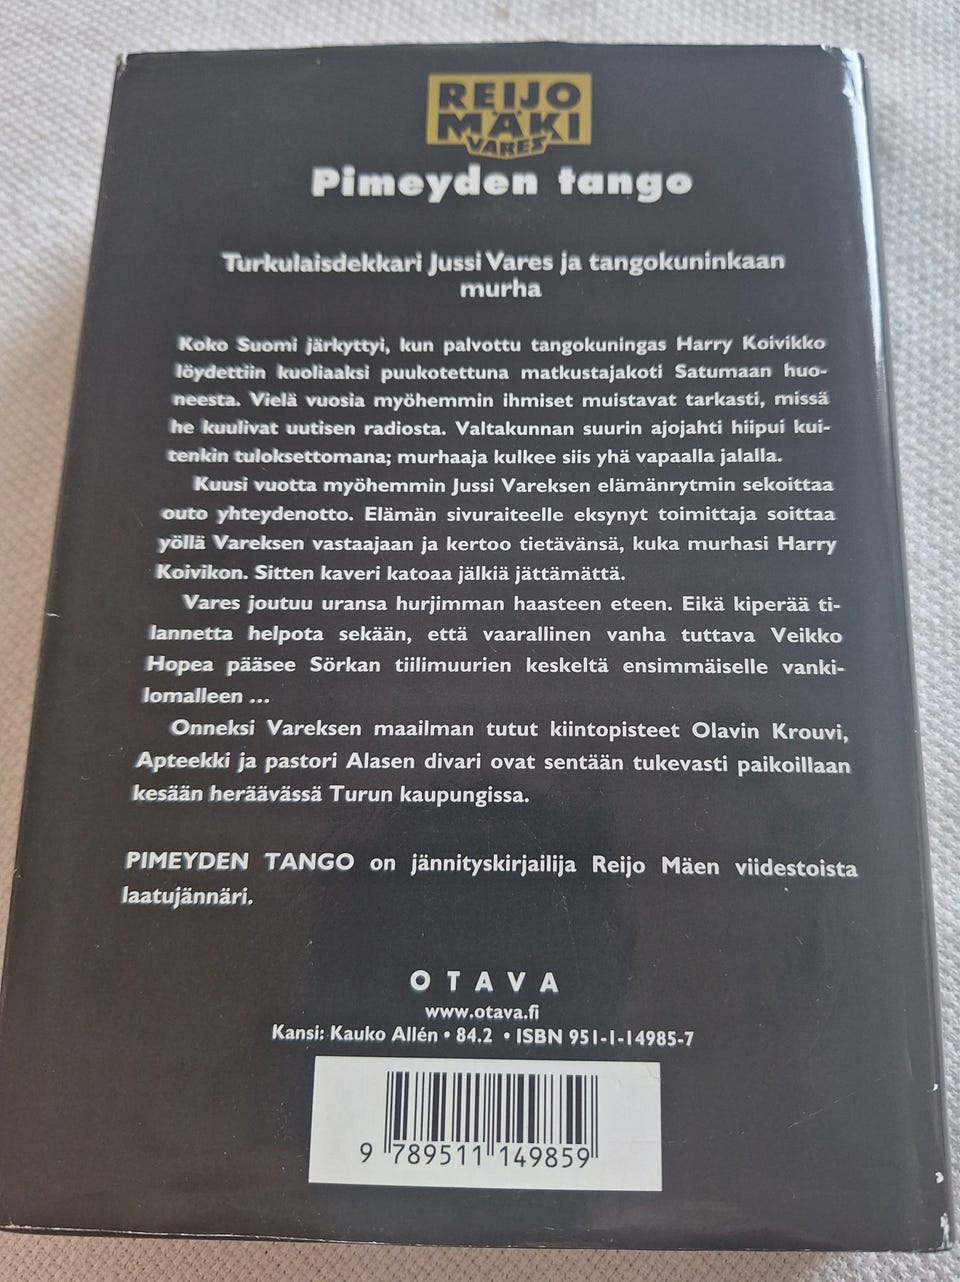 REIJO
MÄKI
VARES
Pimeyden tango
Turkulaisdekkari Jussi Vares ja tangokuninkaan
murha
Koko Suomi järkyttyi, kun palvottu tangokuningas Harry Koivikko
löydettiin kuoliaaksi puukotettuna matkustajakoti Satumaan huo-
neesta. Vielä vuosia myöhemmin ihmiset muistavat tarkasti, missä
he kuulivat uutisen radiosta. Valtakunnan suurin ajojahti hiipui kui-
tenkin tuloksettomana; murhaaja kulkee siis yhä vapaalla jalalla.
Kuusi vuotta myöhemmin Jussi Vareksen elämänrytmin sekoittaa
outo yhteydenotto. Elämän sivuraiteelle eksynyt toimittaja soittaa
yöllä Vareksen vastaajaan ja kertoo tietävänsä, kuka murhasi Harry
Koivikon. Sitten kaveri katoaa jälkiä jättämättä.
Vares joutuu uransa hurjimman haasteen eteen. Eikä kiperää ti-
lannetta helpota sekään, että vaarallinen vanha tuttava Veikko
Hopea pääsee Sörkan tiilimuurien keskeltä ensimmäiselle vanki-
lomalleen ...
Onneksi Vareksen maailman tutut kiintopisteet Olavin Krouvi,
Apteekki ja pastori Alasen divari ovat sentään tukevasti paikoillaan
kesään heräävässä Turun kaupungissa.
PIMEYDEN TANGO on jännityskirjailija Reijo Mäen viidestoista
laatujännäri.
OTAVA
www.otava.fi
Kansi: Kauko Allén • 84.2 • ISBN 951-1-14985-7
9 789511 149859